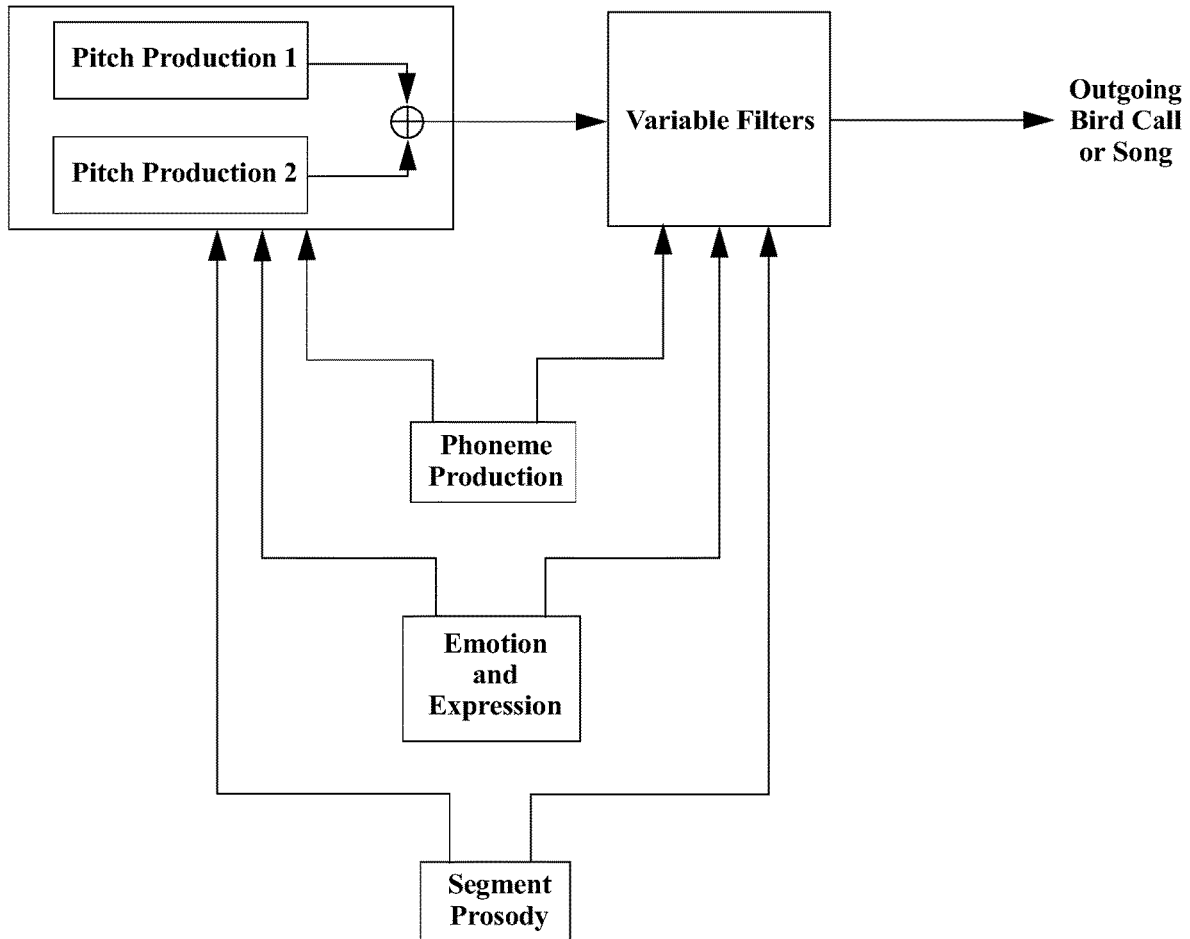 Pitch Production 1
Pitch Production 2
Variable Filters
Outgoing
Bird Call
or Song
Phoneme
Production
Emotion
and
Expression
Segment
Prosody